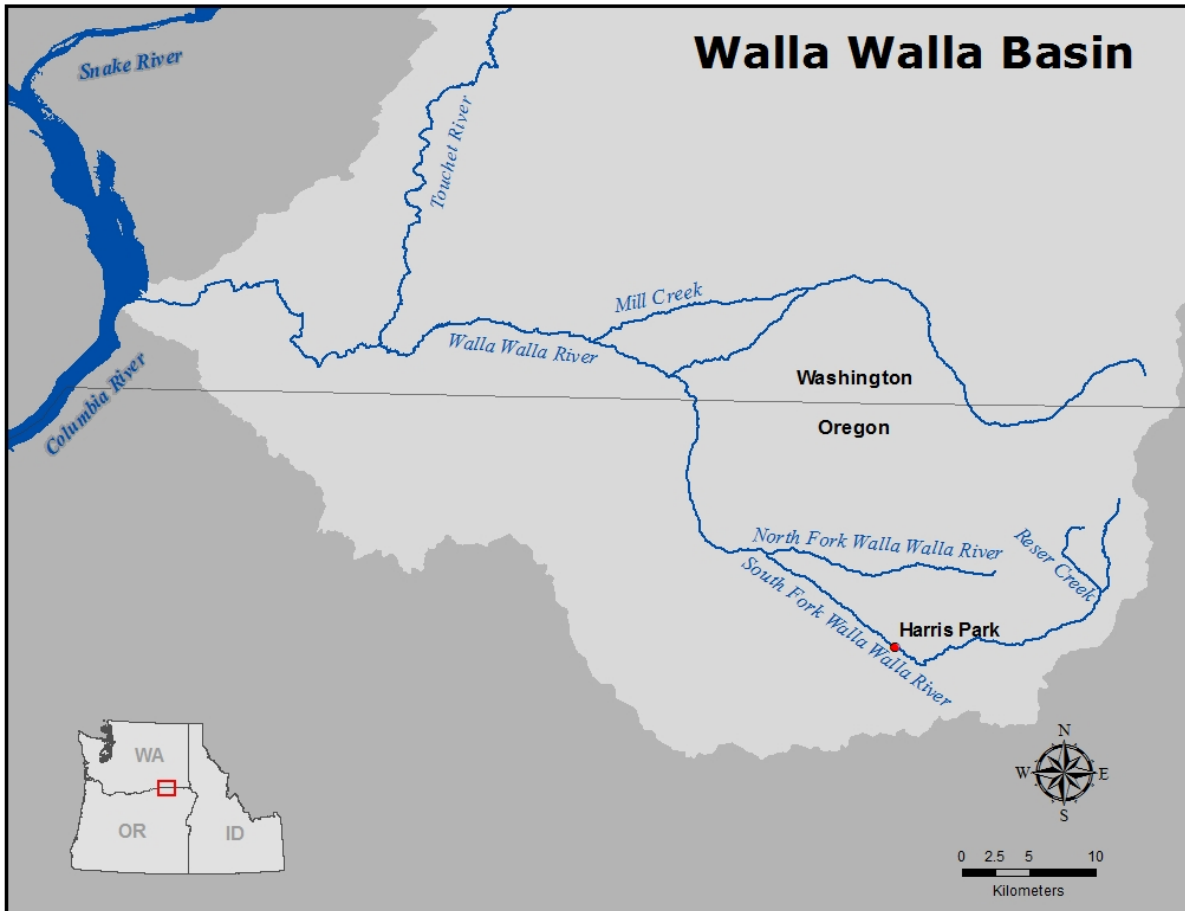 Walla Walla Basin
Snake River
Touchet River
Mill Creek
Walla Walla River
Columbia River
Washington
Oregon
North Fork Walla Walla River
Reser Creek
South Fork Walla Walla River
Harris Park
WA
OR
ID
N
W
E
S
0 2.5 5 10
Kilometers